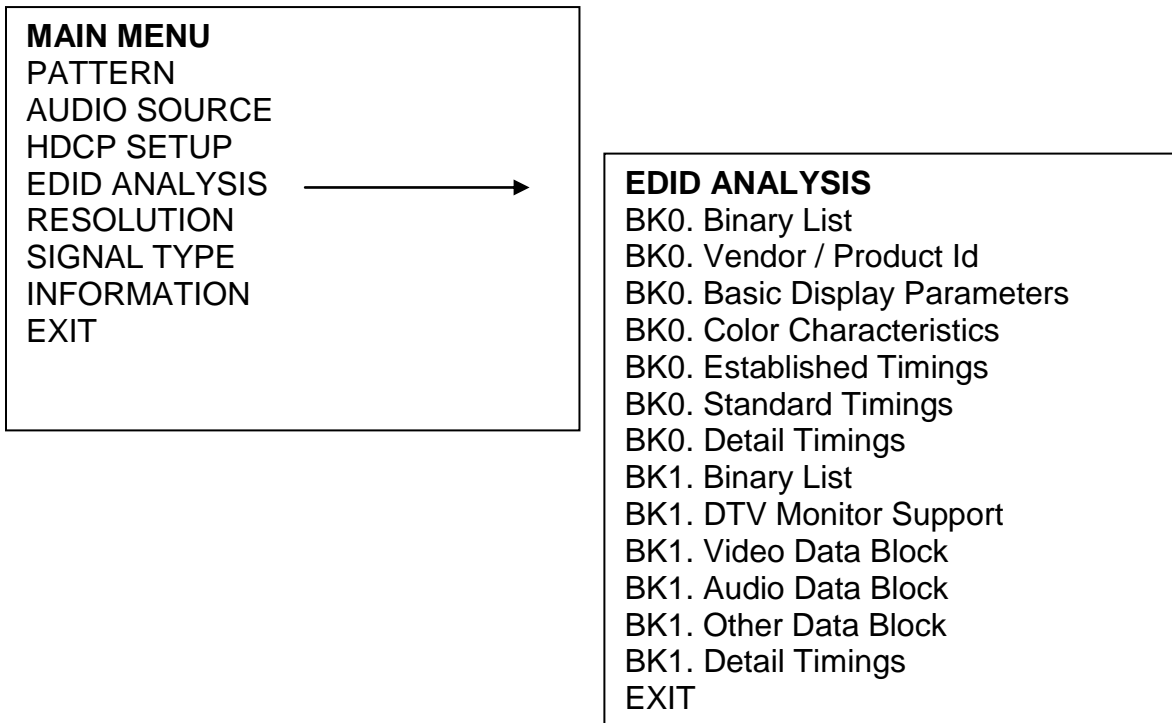 MAIN MENU
PATTERN
AUDIO SOURCE
HDCP SETUP
EDID ANALYSIS
RESOLUTION
SIGNAL TYPE
INFORMATION
EXIT
EDID ANALYSIS
BK0. Binary List
BK0. Vendor / Product Id
BK0. Basic Display Parameters
BK0. Color Characteristics
BK0. Established Timings
BK0. Standard Timings
BK0. Detail Timings
BK1. Binary List
BK1. DTV Monitor Support
BK1. Video Data Block
BK1. Audio Data Block
BK1. Other Data Block
BK1. Detail Timings
EXIT